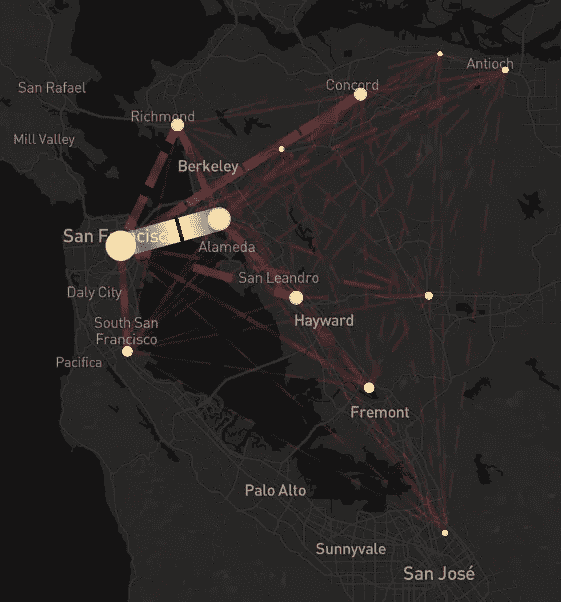 Antioch
Concord
San Rafael
Richmond
Mill Valley
Berkeley
San Francisc
Alameda
San Leandro
Daly City
Hayward
South San
Francisco
Pacifica
Fremont
Palo Alto
Sunnyvale
San José